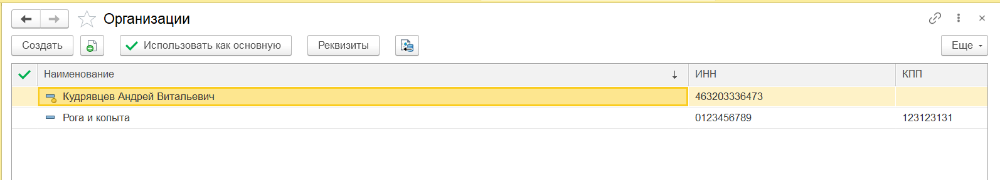 Организации
Создать Использовать как основную Реквизиты Еще
Наименование ИНН КПП
Кудрявцев Андрей Витальевич 463203336473
Рога и копыта 0123456789 123123131